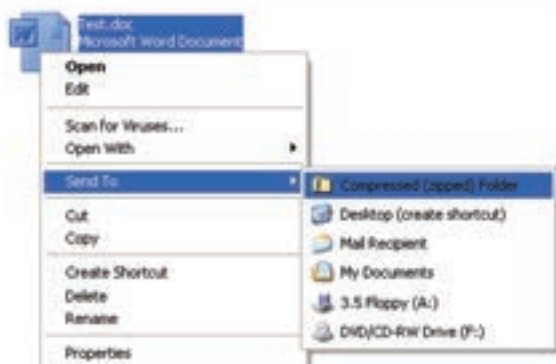 Test.doc
Microsoft Word Document
Open
Edit
Scan for Viruses...
Open With
Send To
Cut
Copy
Create Shortcut
Delete
Rename
Properties
Compressed (zipped) Folder
Desktop (create shortcut)
Mail Recipient
My Documents
3.5 Floppy (A:)
DVD/CD-RW Drive (F:)